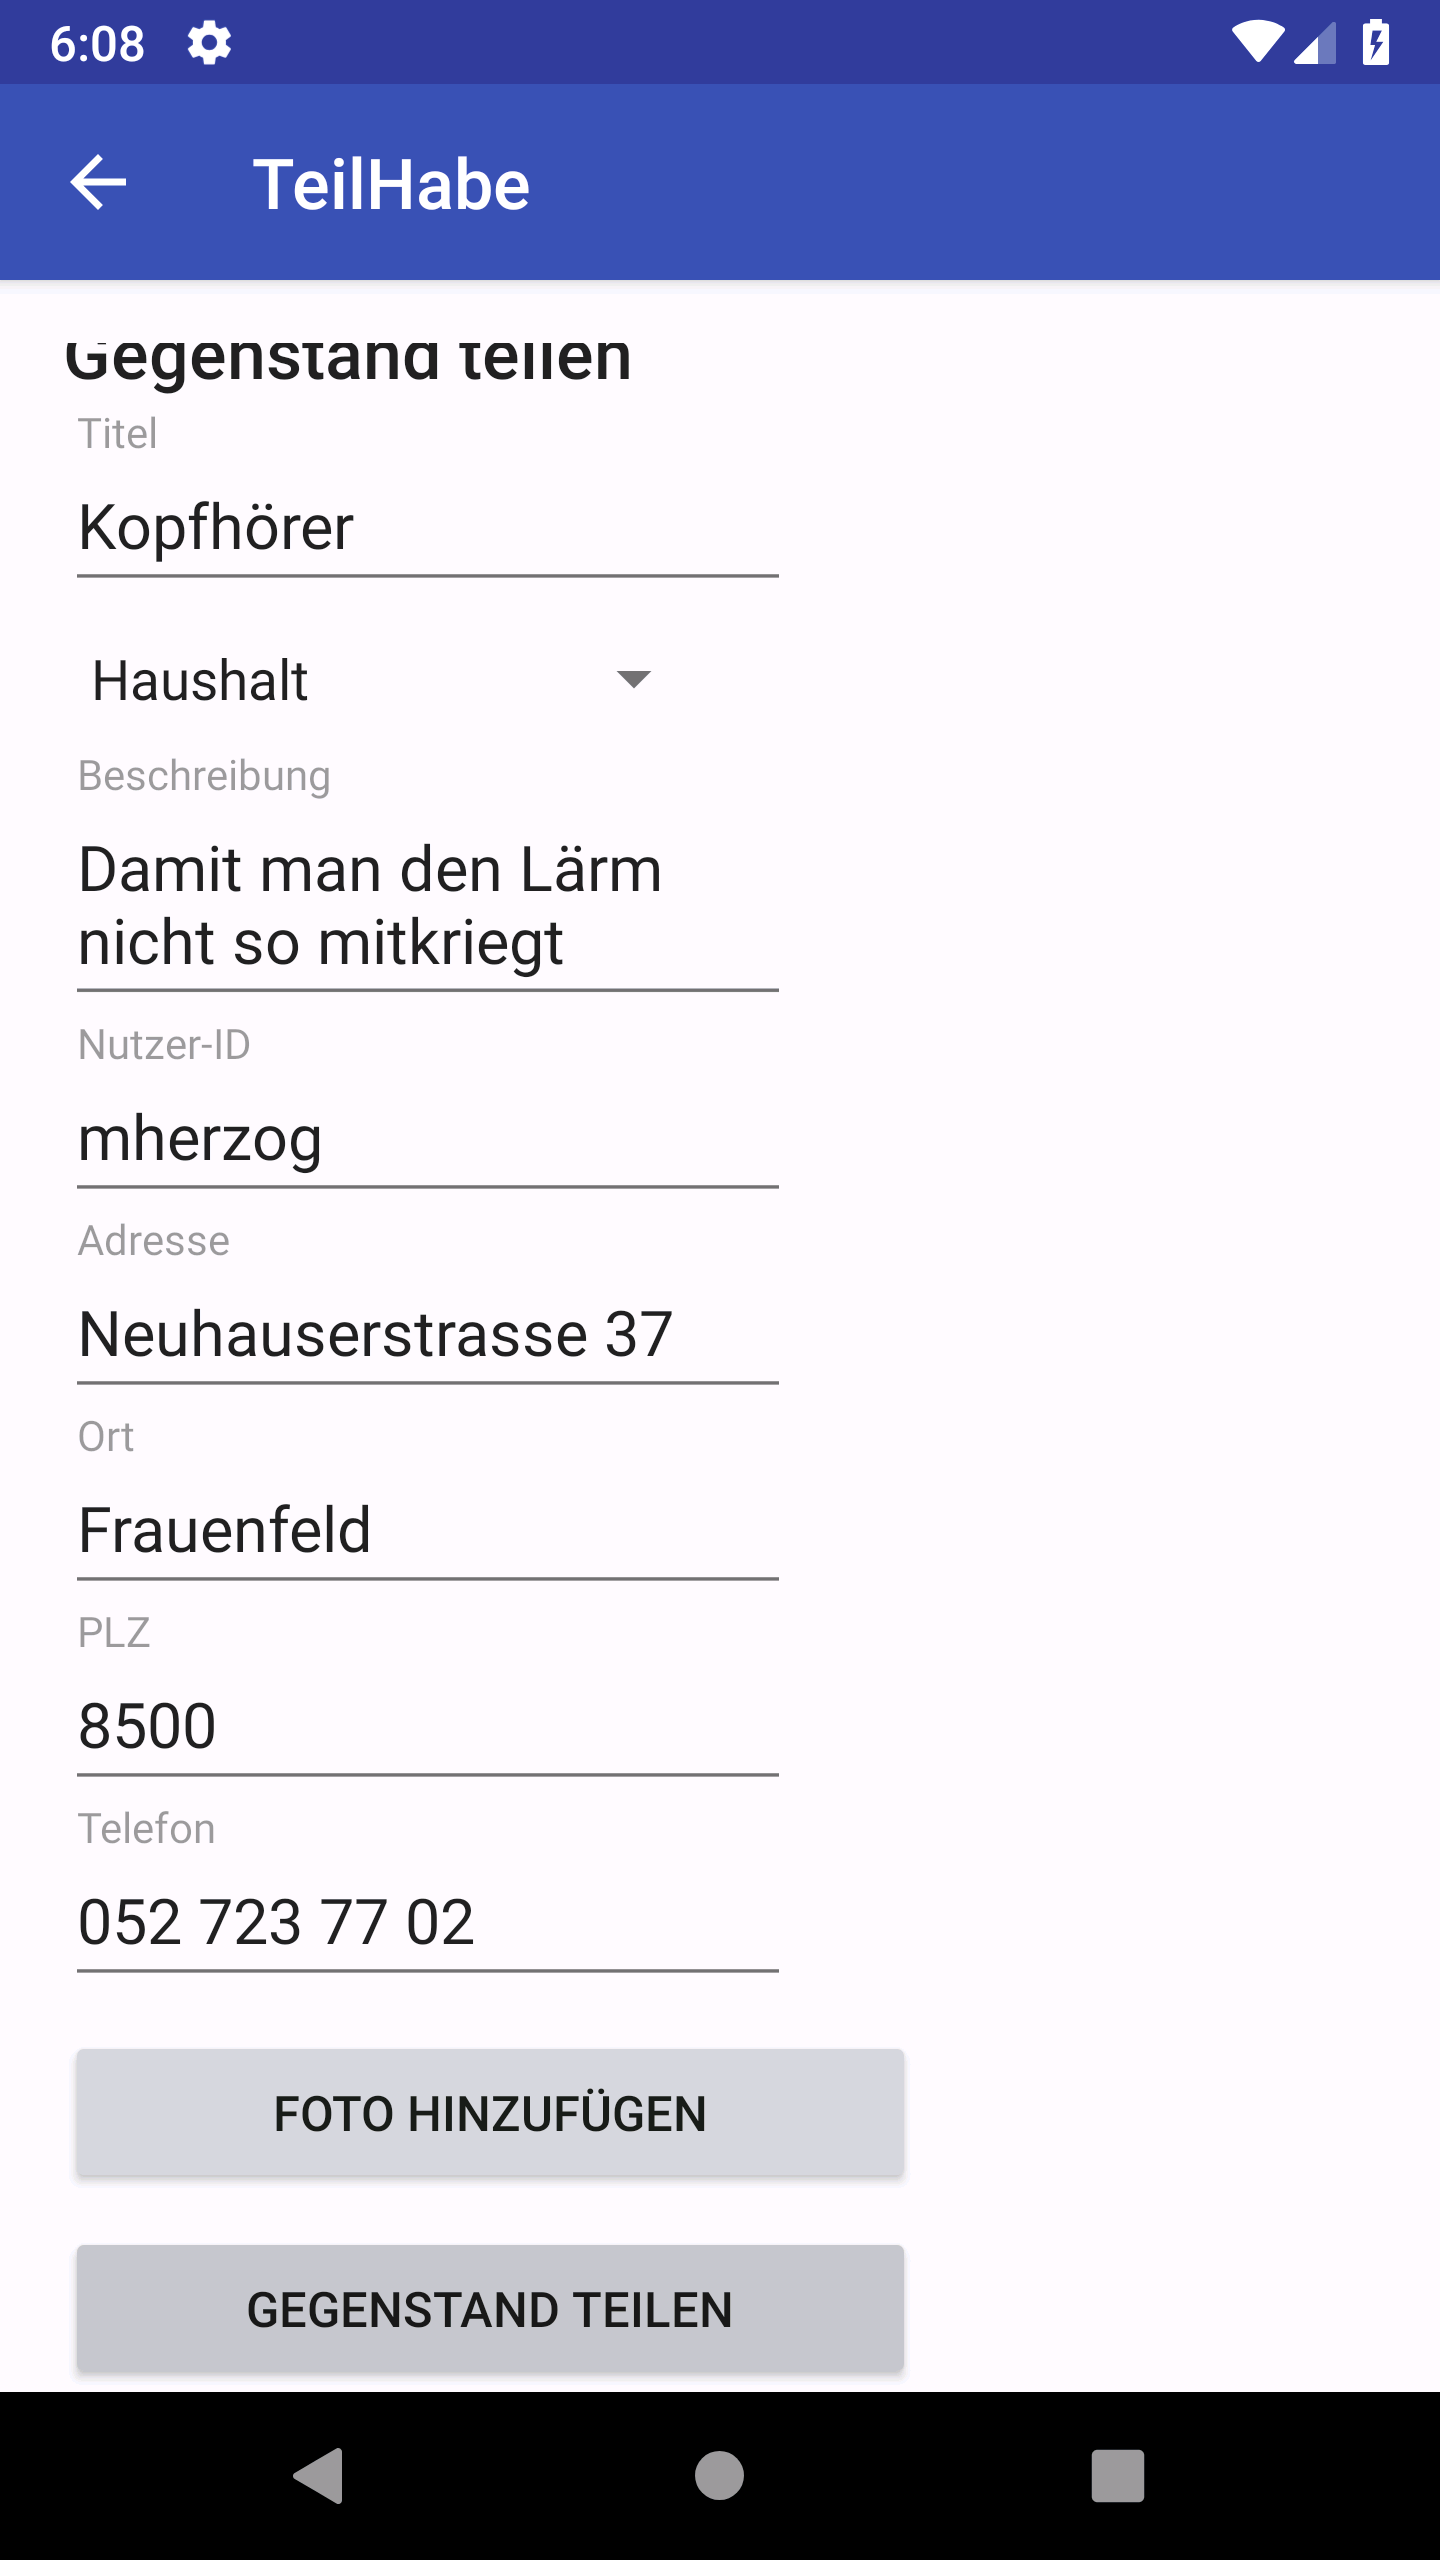 6:08
TeilHabe
Gegenstand teilen
Titel
Kopfhörer
Haushalt
Beschreibung
Damit man den Lärm
nicht so mitkriegt
Nutzer-ID
mherzog
Adresse
Neuhauserstrasse 37
Ort
Frauenfeld
PLZ
8500
Telefon
052 723 77 02
FOTO HINZUFÜGEN
GEGENSTAND TEILEN